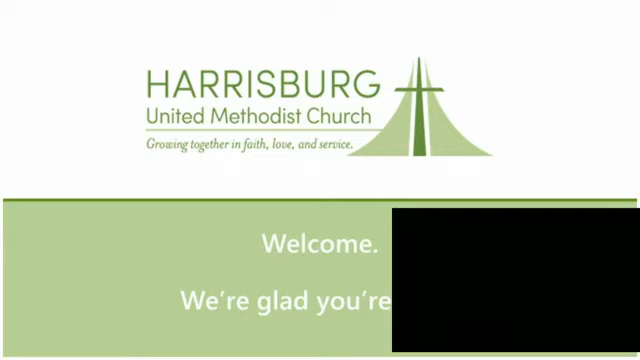 HARRISBURG
United Methodist Church
Growing together in faith, love, and service.
Welcome.
We're glad you're